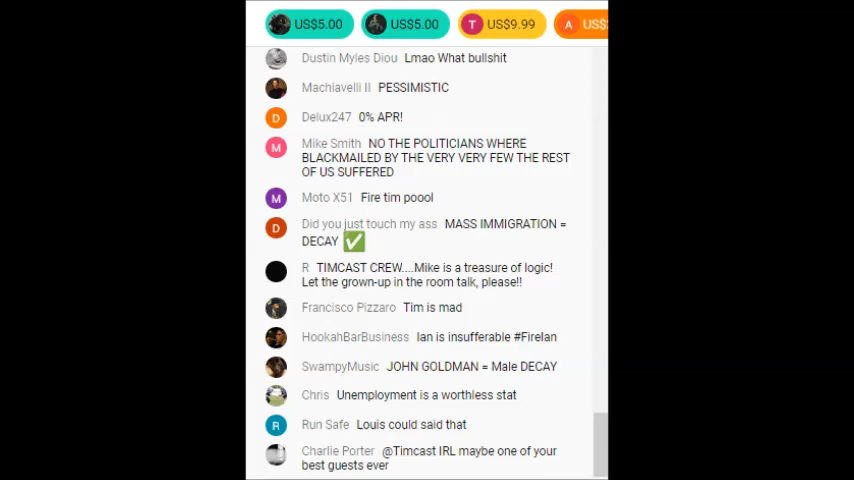 US$5.00 US$5.00 T US$9.99 A US$
Dustin Myles Diou Lmao What bullshit
Machiavelli II PESSIMISTIC
D Delux247 0% APR!
M Mike Smith NO THE POLITICIANS WHERE
BLACKMAILED BY THE VERY VERY FEW THE REST
OF US SUFFERED
M Moto X51 Fire tim poool
D Did you just touch my ass MASS IMMIGRATION =
DECAY ✅
R TIMCAST CREW....Mike is a treasure of logic!
Let the grown-up in the room talk, please!!
Francisco Pizzaro Tim is mad
HookahBarBusiness Ian is insufferable #FireIan
SwampyMusic JOHN GOLDMAN = Male DECAY
Chris Unemployment is a worthless stat
R Run Safe Louis could said that
Charlie Porter @Timcast IRL maybe one of your
best guests ever